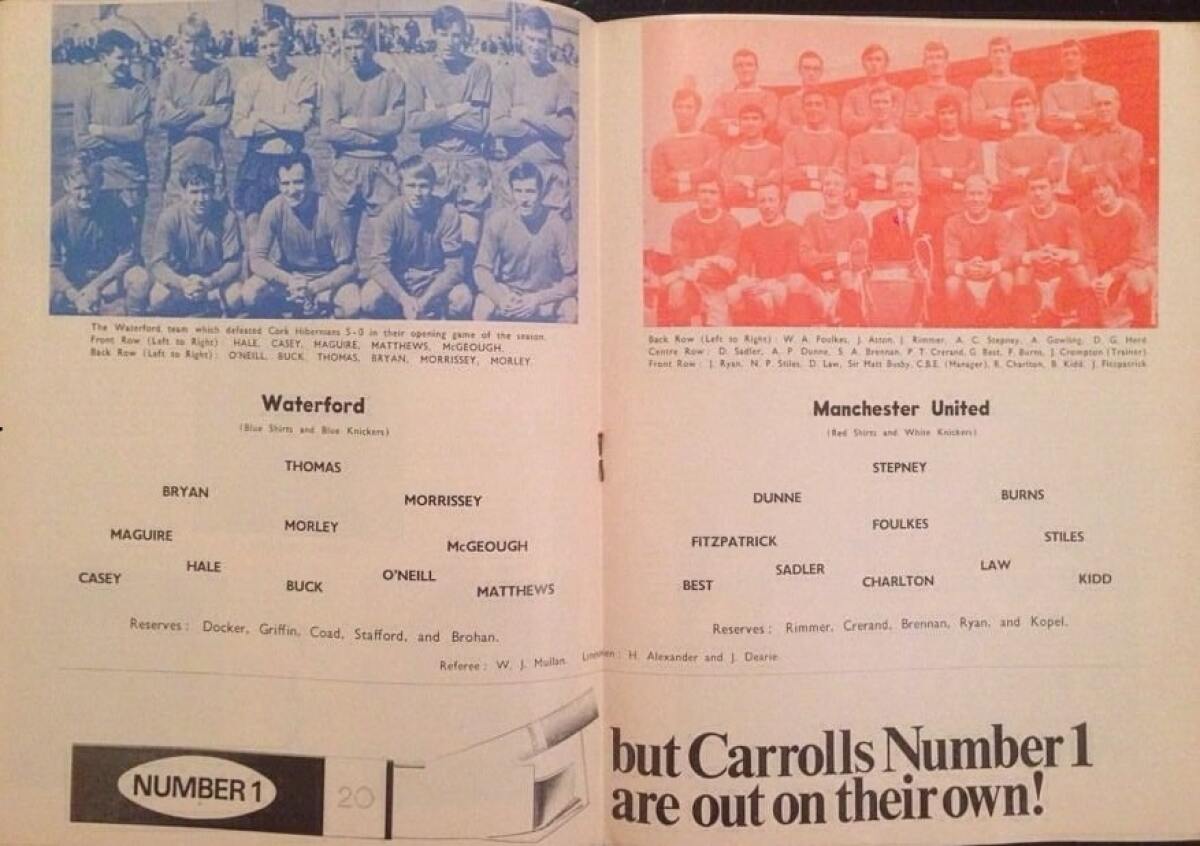 The Waterford team which defeated Cork Hibernians 5-0 in their opening game of the season.
Front Row (Left to Right) HALE, CASEY, MAGUIRE, MATTHEWS, McGEOUGH.
Back Row (Left to Right) : O'NEILL, BUCK, THOMAS, BRYAN, MORRISSEY, MORLEY.
Waterford
(Blue Shirts and Blue Knickers)
THOMAS
BRYAN
MORRISSEY
MORLEY
MAGUIRE
McGEOUGH
HALE
O'NEILL
CASEY
BUCK
MATTHEWS
Reserves : Docker, Griffin, Coad, Stafford, and Brohan.
Back Row (Left to Right) : W. A. Foulkes, J. Aston, J. Rimmer, A. C. Stepney, A. Gowling, D. G. Herd
Centre Row : D. Sadler, A. P. Dunne, S. A. Brennan, P. T. Crerand, G. Best, F. Burns, J. Crompton (Trainer)
Front Row : J. Ryan, N. P. Stiles, D. Law, Sir Matt Busby, C.B.E. (Manager), R. Charlton, B. Kidd, J. Fitzpatrick
Manchester United
(Red Shirts and White Knickers)
STEPNEY
DUNNE
BURNS
FOULKES
FITZPATRICK
STILES
SADLER
LAW
BEST
CHARLTON
KIDD
Reserves : Rimmer, Crerand, Brennan, Ryan, and Kopel.
Referee : W. J. Mullan. Linesmen : H. Alexander and J. Dearie.
NUMBER 1
20
but Carrolls Number 1
are out on their own!